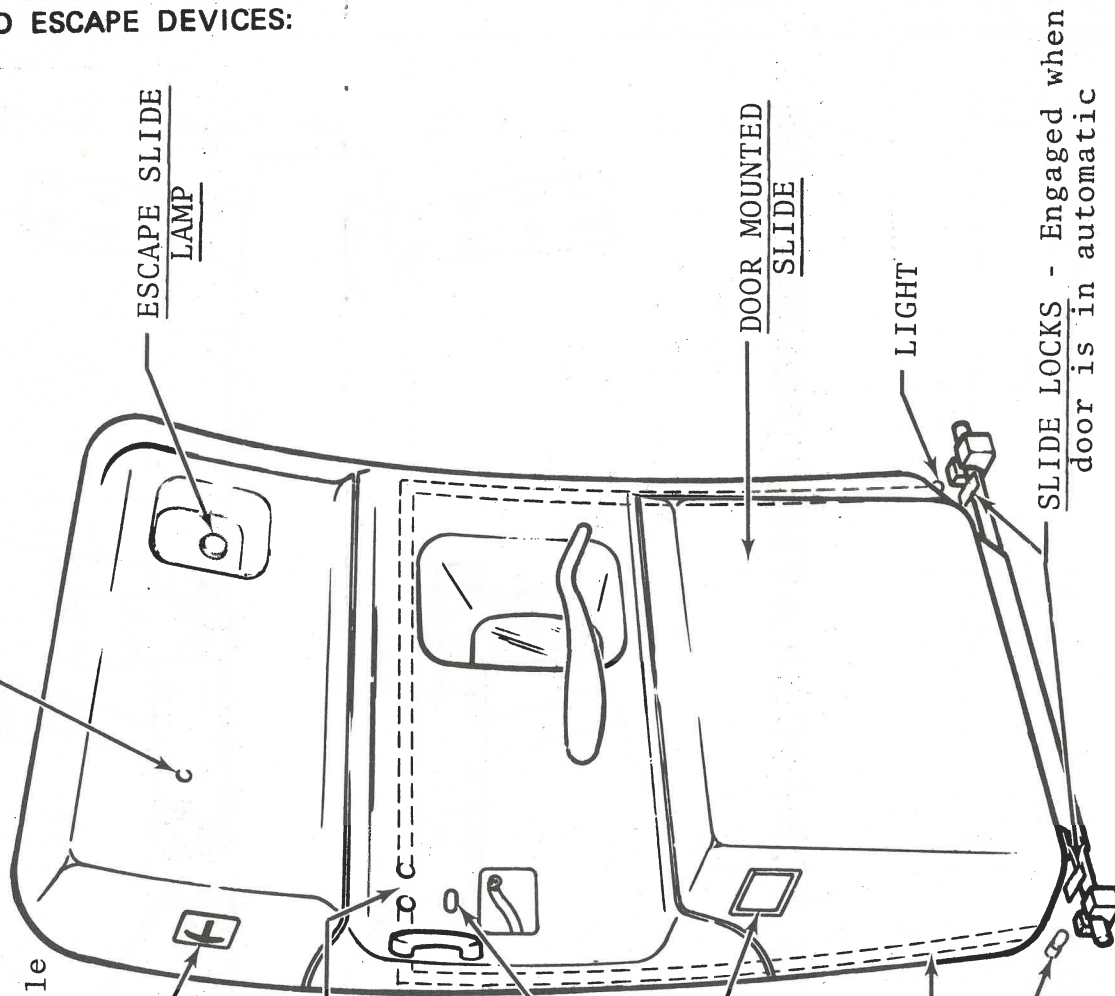 D ESCAPE DEVICES:
ESCAPE SLIDE
LAMP
DOOR MOUNTED
SLIDE
LIGHT
SLIDE LOCKS - Engaged when
door is in automatic
le